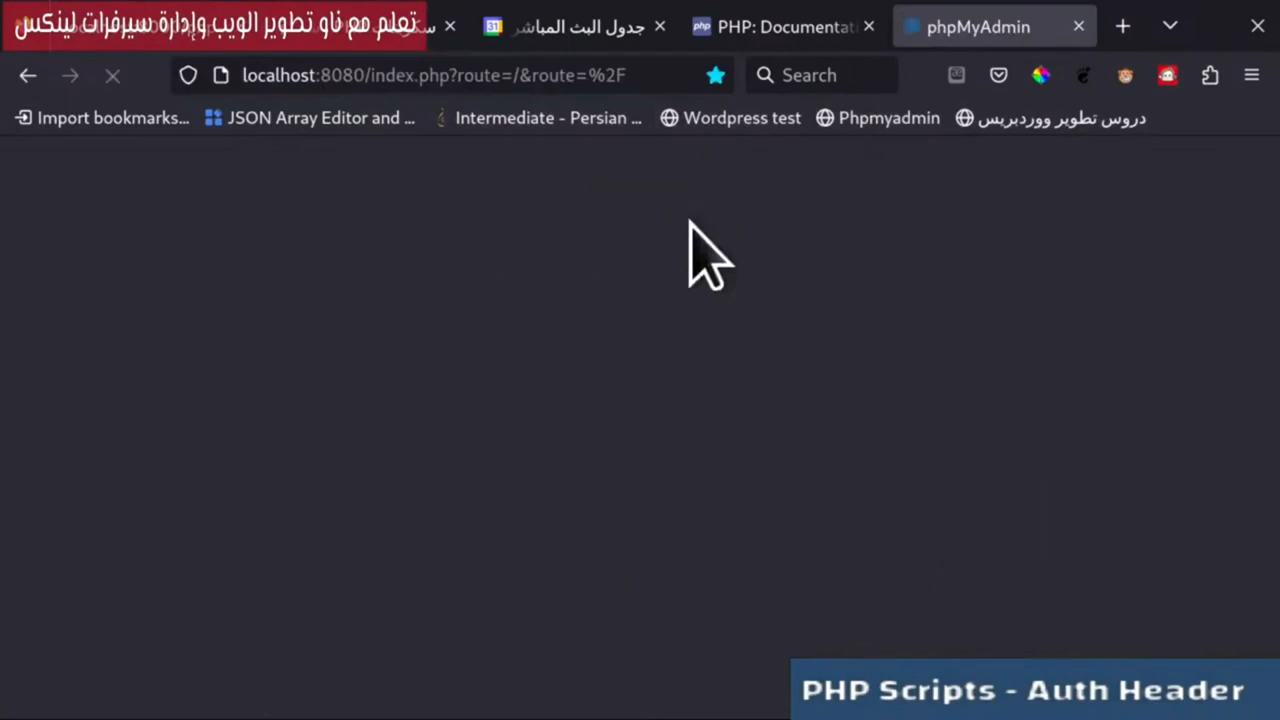 تعلم مع ناو تطوير الويب وإدارة سيرفرات لينكس
جدول البث المباشر
PHP: Documentati
phpMyAdmin
localhost:8080/index.php?route=/&route=%2F
Search
Import bookmarks...
JSON Array Editor and ...
Intermediate - Persian ...
Wordpress test
Phpmyadmin
دروس تطوير ووردبريس
PHP Scripts - Auth Header